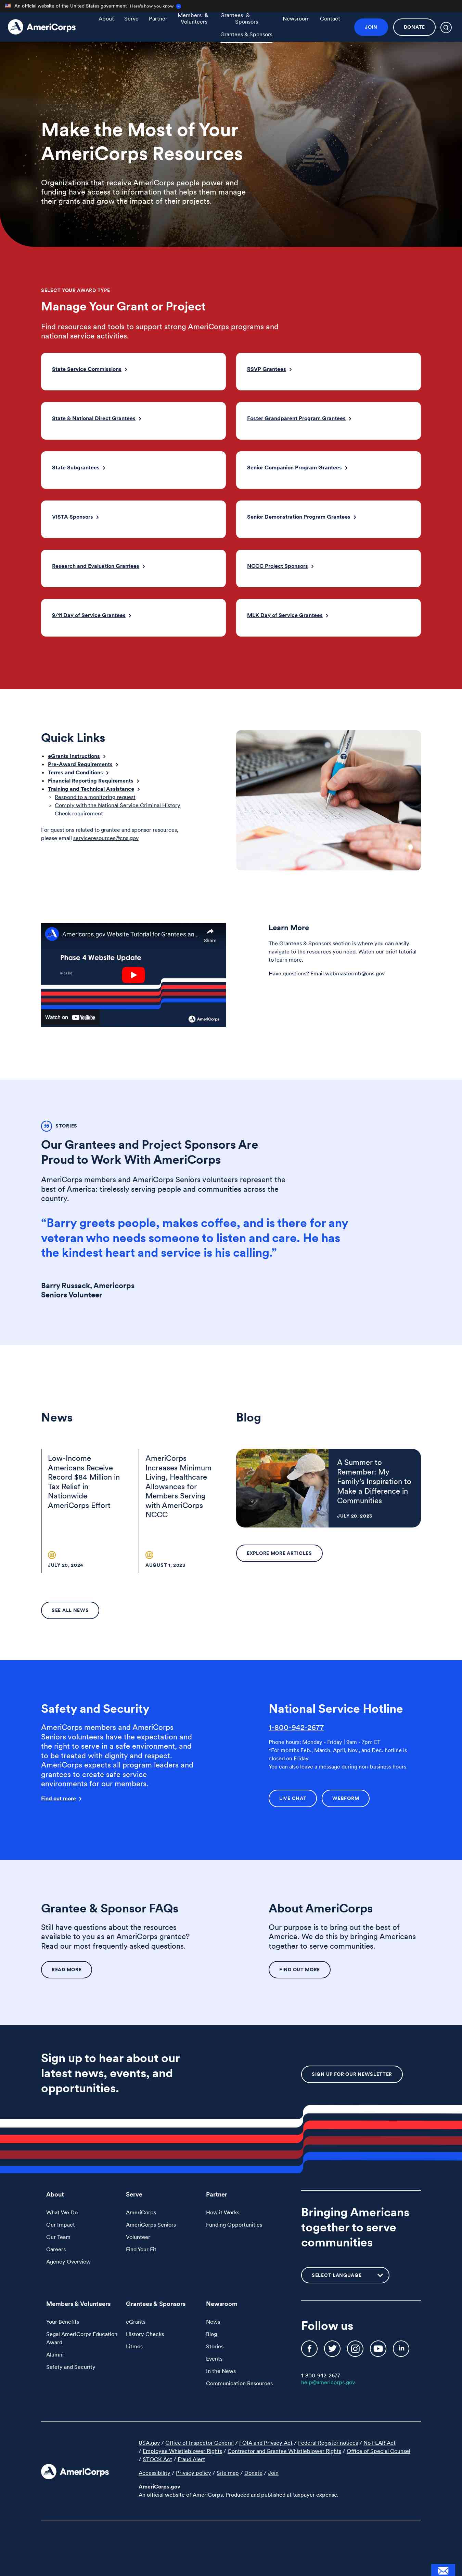 An official website of the United States government Here's how you know
AmeriCorps
About
Serve
Partner
Members &
Volunteers
Grantees &
Sponsors
Grantees & Sponsors
Newsroom
Contact
JOIN
DONATE
Make the Most of Your
AmeriCorps Resources
Organizations that receive AmeriCorps people power and
funding have access to information that helps them manage
their grants and grow the impact of their projects.
SELECT YOUR AWARD TYPE
Manage Your Grant or Project
Find resources and tools to support strong AmeriCorps programs and
national service activities.
State Service Commissions
RSVP Grantees
State & National Direct Grantees
Foster Grandparent Program Grantees
State Subgrantees
Senior Companion Program Grantees
VISTA Sponsors
Senior Demonstration Program Grantees
Research and Evaluation Grantees
NCCC Project Sponsors
9/11 Day of Service Grantees
MLK Day of Service Grantees
Quick Links
eGrants Instructions
Pre-Award Requirements
Terms and Conditions
Financial Reporting Requirements
Training and Technical Assistance
Respond to a monitoring request
Comply with the National Service Criminal History
Check requirement
For questions related to grantee and sponsor resources,
please email serviceresources@cns.gov
Americorps.gov Website Tutorial for Grantees an...
Share
Phase 4 Website Update
Watch on YouTube
AmeriCorps
Learn More
The Grantees & Sponsors section is where you can easily
navigate to the resources you need. Watch our brief tutorial
to learn more.
Have questions? Email webmastermb@cns.gov.
STORIES
Our Grantees and Project Sponsors Are
Proud to Work With AmeriCorps
AmeriCorps members and AmeriCorps Seniors volunteers represent the
best of America: tirelessly serving people and communities across the
country.
“Barry greets people, makes coffee, and is there for any
veteran who needs someone to listen and care. He has
the kindest heart and service is his calling.”
Barry Russack, Americorps
Seniors Volunteer
News
Low-Income
Americans Receive
Record $84 Million in
Tax Relief in
Nationwide
AmeriCorps Effort
JULY 20, 2024
AmeriCorps
Increases Minimum
Living, Healthcare
Allowances for
Members Serving
with AmeriCorps
NCCC
AUGUST 1, 2023
SEE ALL NEWS
Blog
A Summer to
Remember: My
Family's Inspiration to
Make a Difference in
Communities
JULY 20, 2023
EXPLORE MORE ARTICLES
Safety and Security
AmeriCorps members and AmeriCorps
Seniors volunteers have the expectation and
the right to serve in a safe environment, and
to be treated with dignity and respect.
AmeriCorps expects all program leaders and
grantees to create safe service
environments for our members.
Find out more
National Service Hotline
1-800-942-2677
Phone hours: Monday - Friday | 9am - 7pm ET
*For months Feb., March, April, Nov., and Dec. hotline is
closed on Friday
You can also leave a message during non-business hours.
LIVE CHAT
WEBFORM
Grantee & Sponsor FAQs
Still have questions about the resources
available to you as an AmeriCorps grantee?
Read our most frequently asked questions.
READ MORE
About AmeriCorps
Our purpose is to bring out the best of
America. We do this by bringing Americans
together to serve communities.
FIND OUT MORE
Sign up to hear about our
latest news, events, and
opportunities.
SIGN UP FOR OUR NEWSLETTER
About
What We Do
Our Impact
Our Team
Careers
Agency Overview
Serve
AmeriCorps
AmeriCorps Seniors
Volunteer
Find Your Fit
Partner
How it Works
Funding Opportunities
Members & Volunteers
Your Benefits
Segal AmeriCorps Education
Award
Alumni
Safety and Security
Grantees & Sponsors
eGrants
History Checks
Litmos
Newsroom
News
Blog
Stories
Events
In the News
Communication Resources
Bringing Americans
together to serve
communities
SELECT LANGUAGE
Follow us
1-800-942-2677
help@americorps.gov
AmeriCorps
USA.gov / Office of Inspector General / FOIA and Privacy Act / Federal Register notices / No FEAR Act
/ Employee Whistleblower Rights / Contractor and Grantee Whistleblower Rights / Office of Special Counsel
/ STOCK Act / Fraud Alert
Accessibility / Privacy policy / Site map / Donate / Join
AmeriCorps.gov
An official website of AmeriCorps. Produced and published at taxpayer expense.